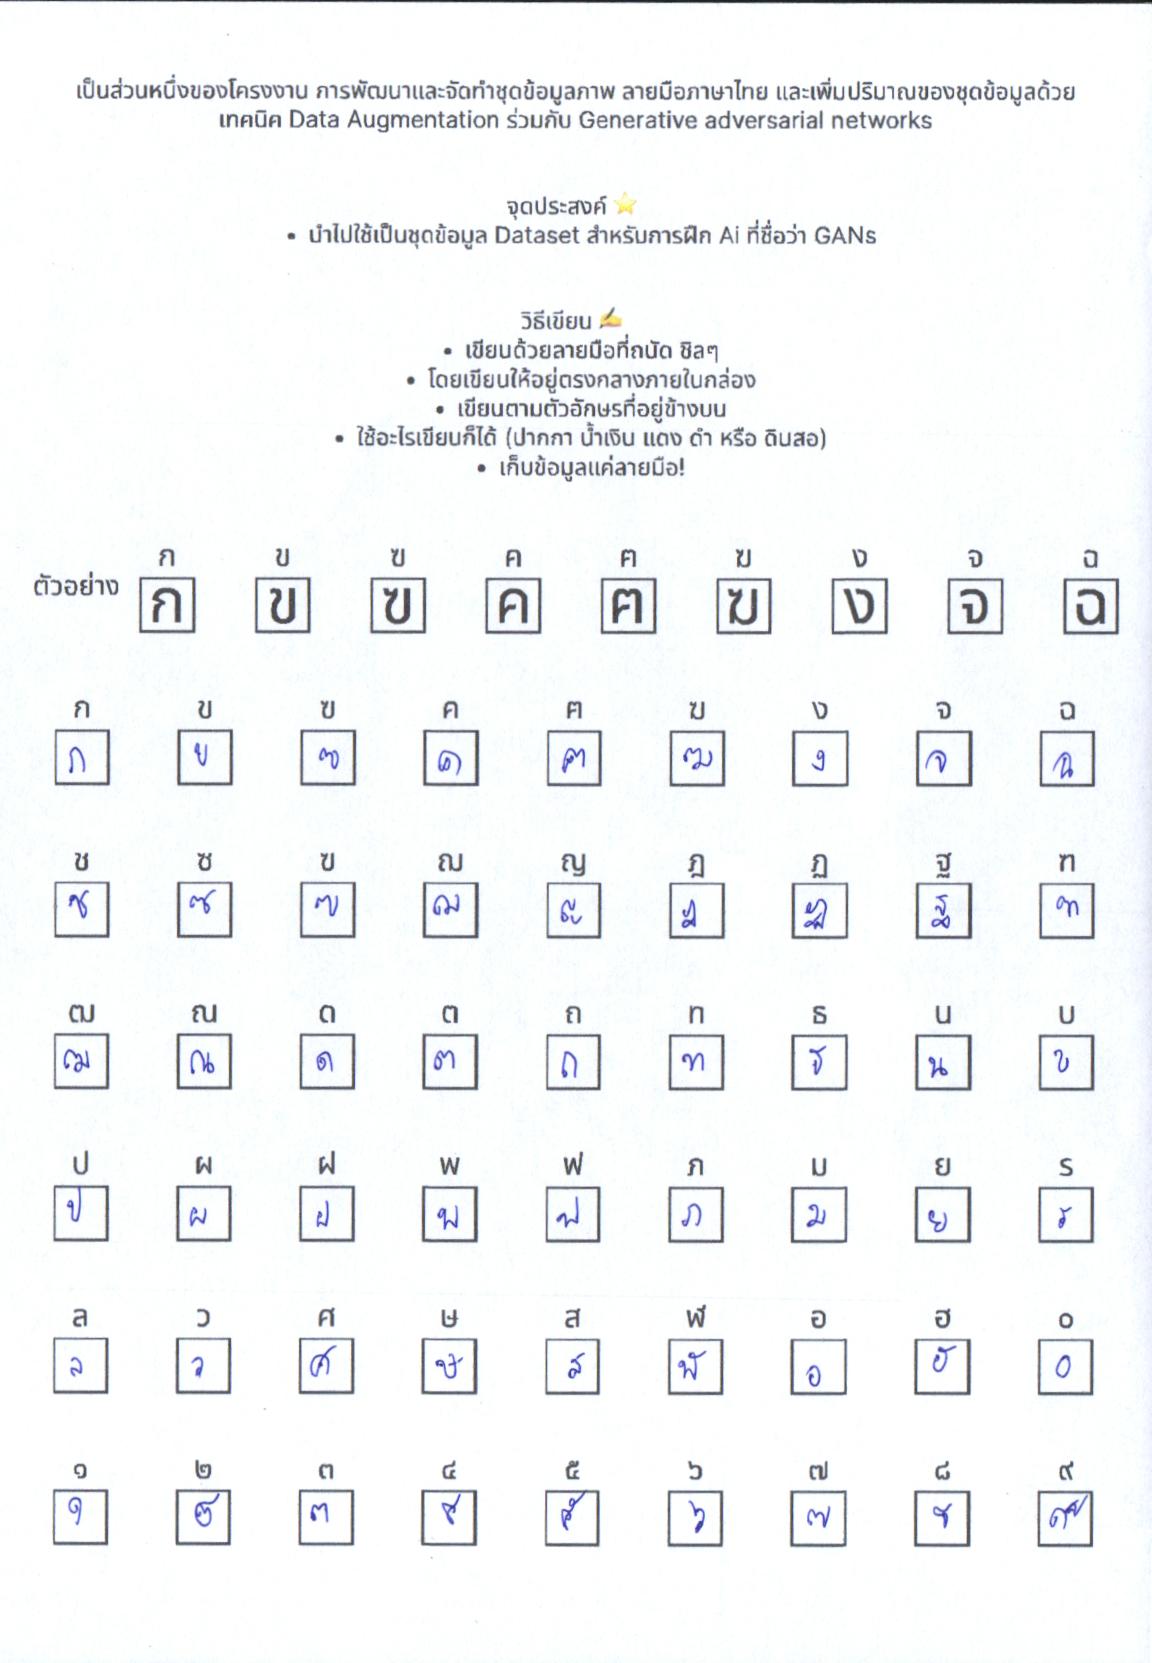 เป็นส่วนหนึ่งของโครงงาน การพัฒนาและจัดทำชุดข้อมูลภาพ ลายมือภาษาไทย และเพิ่มปริมาณของชุดข้อมูลด้วย
เทคนิค Data Augmentation ร่วมกับ Generative adversarial networks
จุดประสงค์ ⭐
• นำไปใช้เป็นชุดข้อมูล Dataset สำหรับการฝึก Ai ที่ชื่อว่า GANs
วิธีเขียน ✍️
• เขียนด้วยลายมือที่ถนัด ชิลๆ
• โดยเขียนให้อยู่ตรงกลางภายในกล่อง
• เขียนตามตัวอักษรที่อยู่ข้างบน
• ใช้อะไรเขียนก็ได้ (ปากกา น้ำเงิน แดง ดำ หรือ ดินสอ)
• เก็บข้อมูลแค่ลายมือ!
ก ข ฃ ค ฅ ฆ ง จ ฉ
ตัวอย่าง ก ข ฃ ค ฅ ฆ ง จ ฉ
ก ข ฃ ค ฅ ฆ ง จ ฉ
ก ข ฃ ค ฅ ฆ ง จ ฉ
ช ซ ฃ ฌ ญ ฎ ฏ ฐ ฑ
ช ซ ฃ ฌ ญ ฎ ฏ ฐ ฑ
ฒ ณ ด ต ถ ท ธ น บ
ฒ ณ ด ต ถ ท ธ น บ
ป ผ ฝ พ ฟ ภ ม ย ร
ป ผ ฝ พ ฟ ภ ม ย ร
ล ว ศ ษ ส ฬ อ ฮ ๐
ล ว ศ ษ ส ฬ อ ฮ ๐
๑ ๒ ๓ ๔ ๕ ๖ ๗ ๘ ๙
๑ ๒ ๓ ๔ ๕ ๖ ๗ ๘ ๙